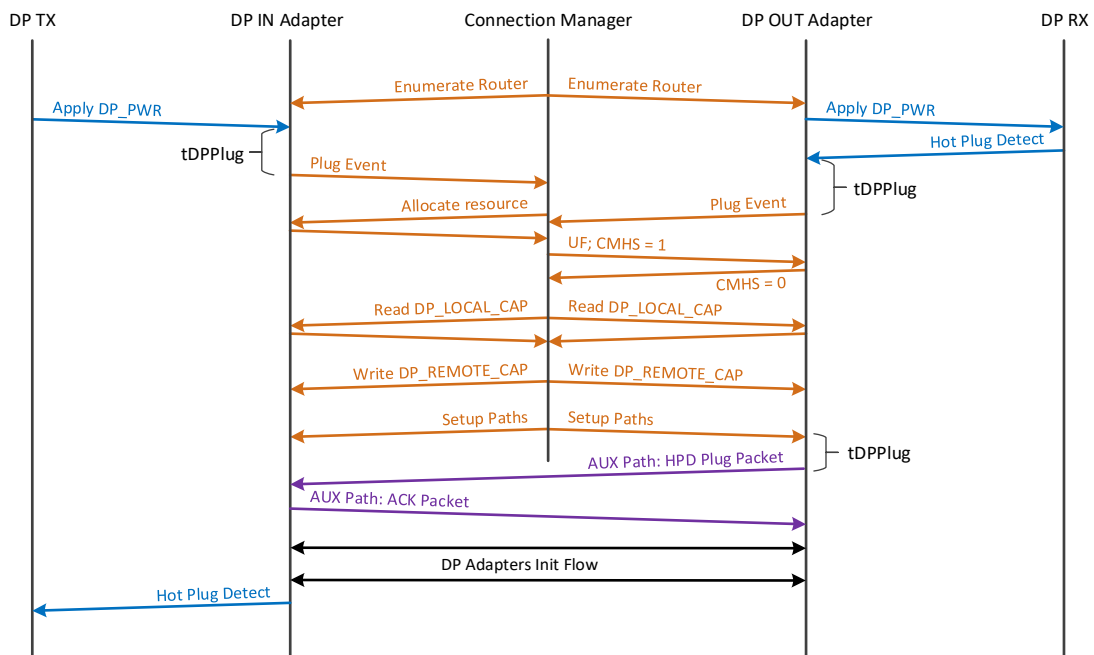 DP TX
DP IN Adapter
Connection Manager
DP OUT Adapter
DP RX
Enumerate Router
Enumerate Router
Apply DP_PWR
Apply DP_PWR
Hot Plug Detect
tDPPlug
Plug Event
tDPPlug
Allocate resource
Plug Event
UF; CMHS = 1
CMHS = 0
Read DP_LOCAL_CAP
Read DP_LOCAL_CAP
Write DP_REMOTE_CAP
Write DP_REMOTE_CAP
Setup Paths
Setup Paths
tDPPlug
AUX Path: HPD Plug Packet
AUX Path: ACK Packet
DP Adapters Init Flow
Hot Plug Detect